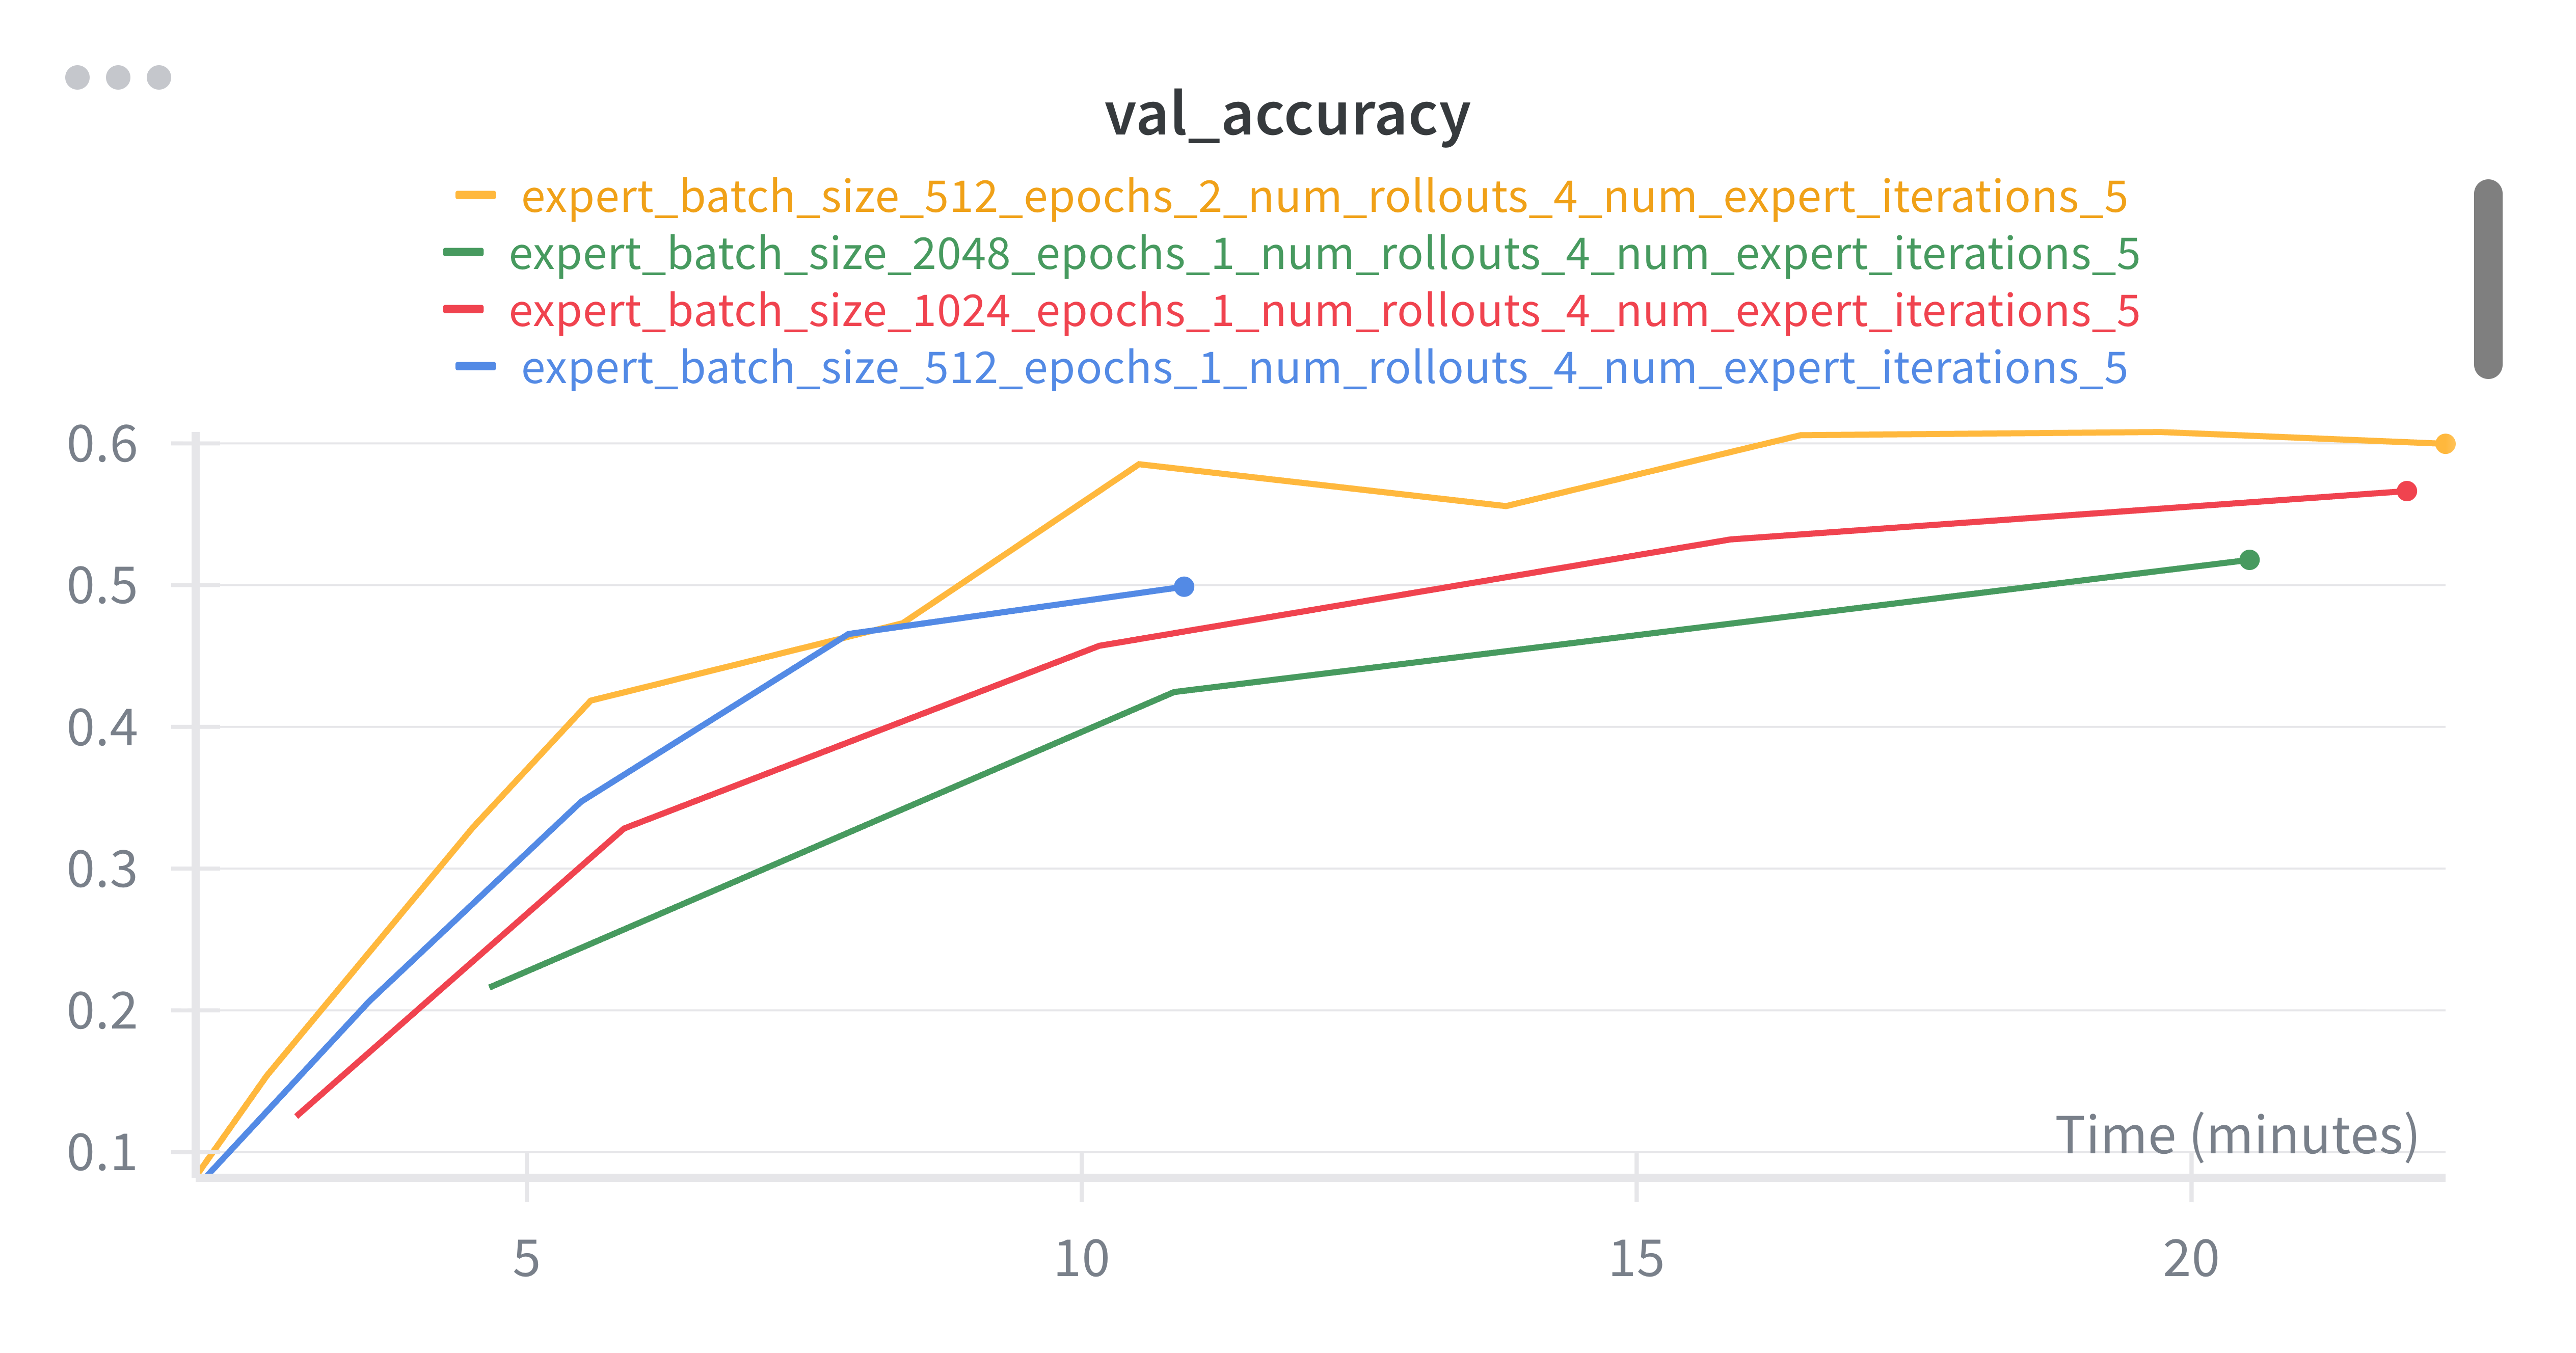 val_accuracy
expert_batch_size_512_epochs_2_num_rollouts_4_num_expert_iterations_5
expert_batch_size_2048_epochs_1_num_rollouts_4_num_expert_iterations_5
expert_batch_size_1024_epochs_1_num_rollouts_4_num_expert_iterations_5
expert_batch_size_512_epochs_1_num_rollouts_4_num_expert_iterations_5
0.6
0.5
0.4
0.3
0.2
0.1
Time (minutes)
5 10 15 20